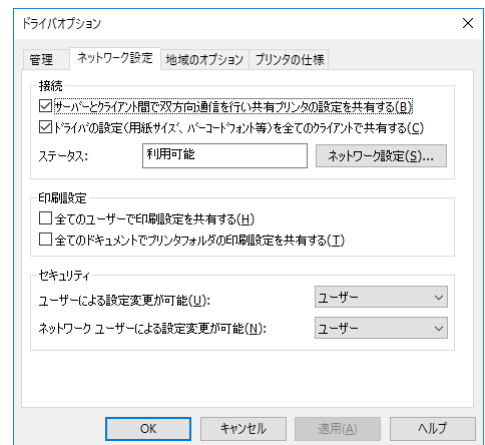 ドライバオプション
管理 ネットワーク設定 地域のオプション プリンタの仕様
接続
サーバーとクライアント間で双方向通信を行い共有プリンタの設定を共有する(B)
ドライバの設定(用紙サイズ、バーコードフォント等)を全てのクライアントで共有する(C)
ステータス: 利用可能 ネットワーク設定(S)...
印刷設定
全てのユーザーで印刷設定を共有する(H)
全てのドキュメントでプリンタフォルダの印刷設定を共有する(T)
セキュリティ
ユーザーによる設定変更が可能(U): ユーザー
ネットワーク ユーザーによる設定変更が可能(N): ユーザー
OK キャンセル 適用(A) ヘルプ